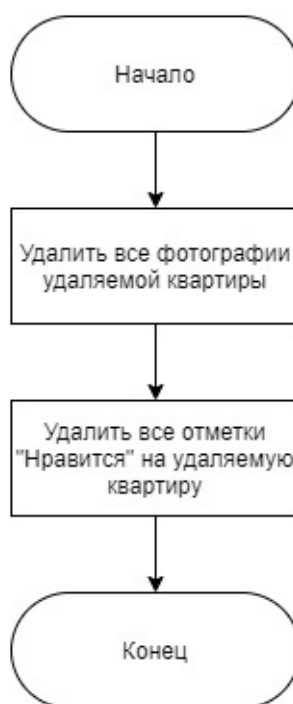 Начало
Удалить все фотографии
удаляемой квартиры
Удалить все отметки
"Нравится" на удаляемую
квартиру
Конец